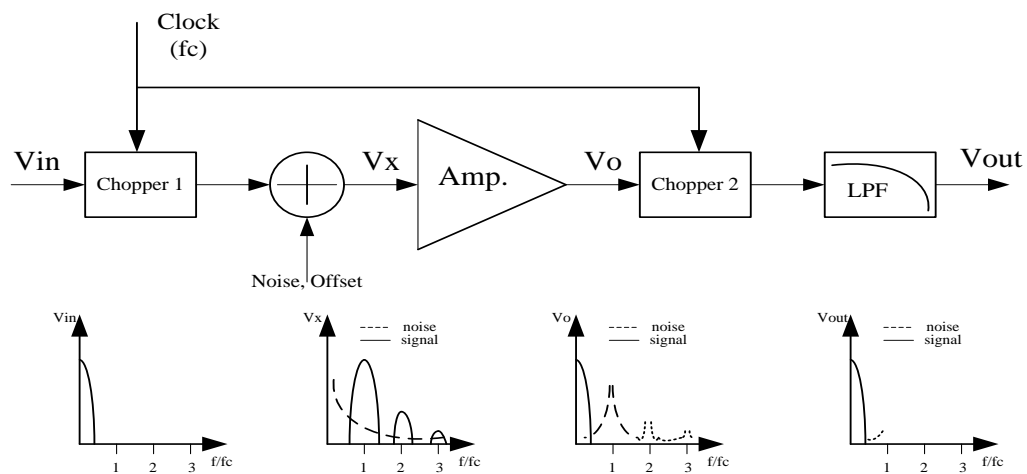 Clock
(fc)
Vin
Chopper 1
Vx
Amp.
Vo
Chopper 2
LPF
Vout
Noise, Offset
Vin
1 2 3 f/fc
Vx
noise
signal
1 2 3 f/fc
Vo
noise
signal
1 2 3 f/fc
Vout
noise
signal
1 2 3 f/fc